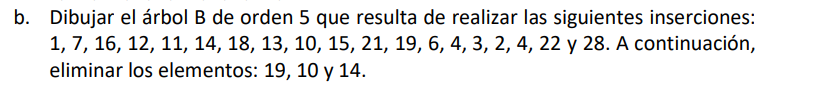 b. Dibujar el árbol B de orden 5 que resulta de realizar las siguientes inserciones:
1, 7, 16, 12, 11, 14, 18, 13, 10, 15, 21, 19, 6, 4, 3, 2, 4, 22 y 28. A continuación,
eliminar los elementos: 19, 10 y 14.